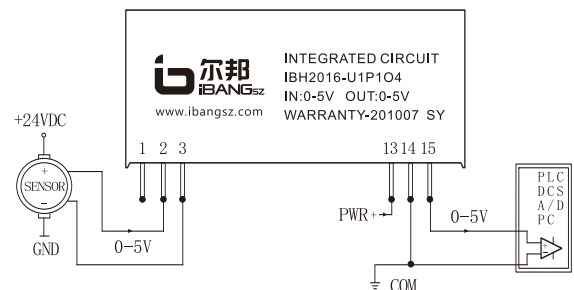 尔邦
iBANGsz
www.ibangsz.com
INTEGRATED CIRCUIT
IBH2016-U1P1O4
IN:0-5V OUT:0-5V
WARRANTY-201007 SY
1 2 3
13 14 15
+24VDC
+
SENSOR
-
GND
0-5V
PWR+
0-5V
COM
PLC
DCS
A/D
PC
+
-